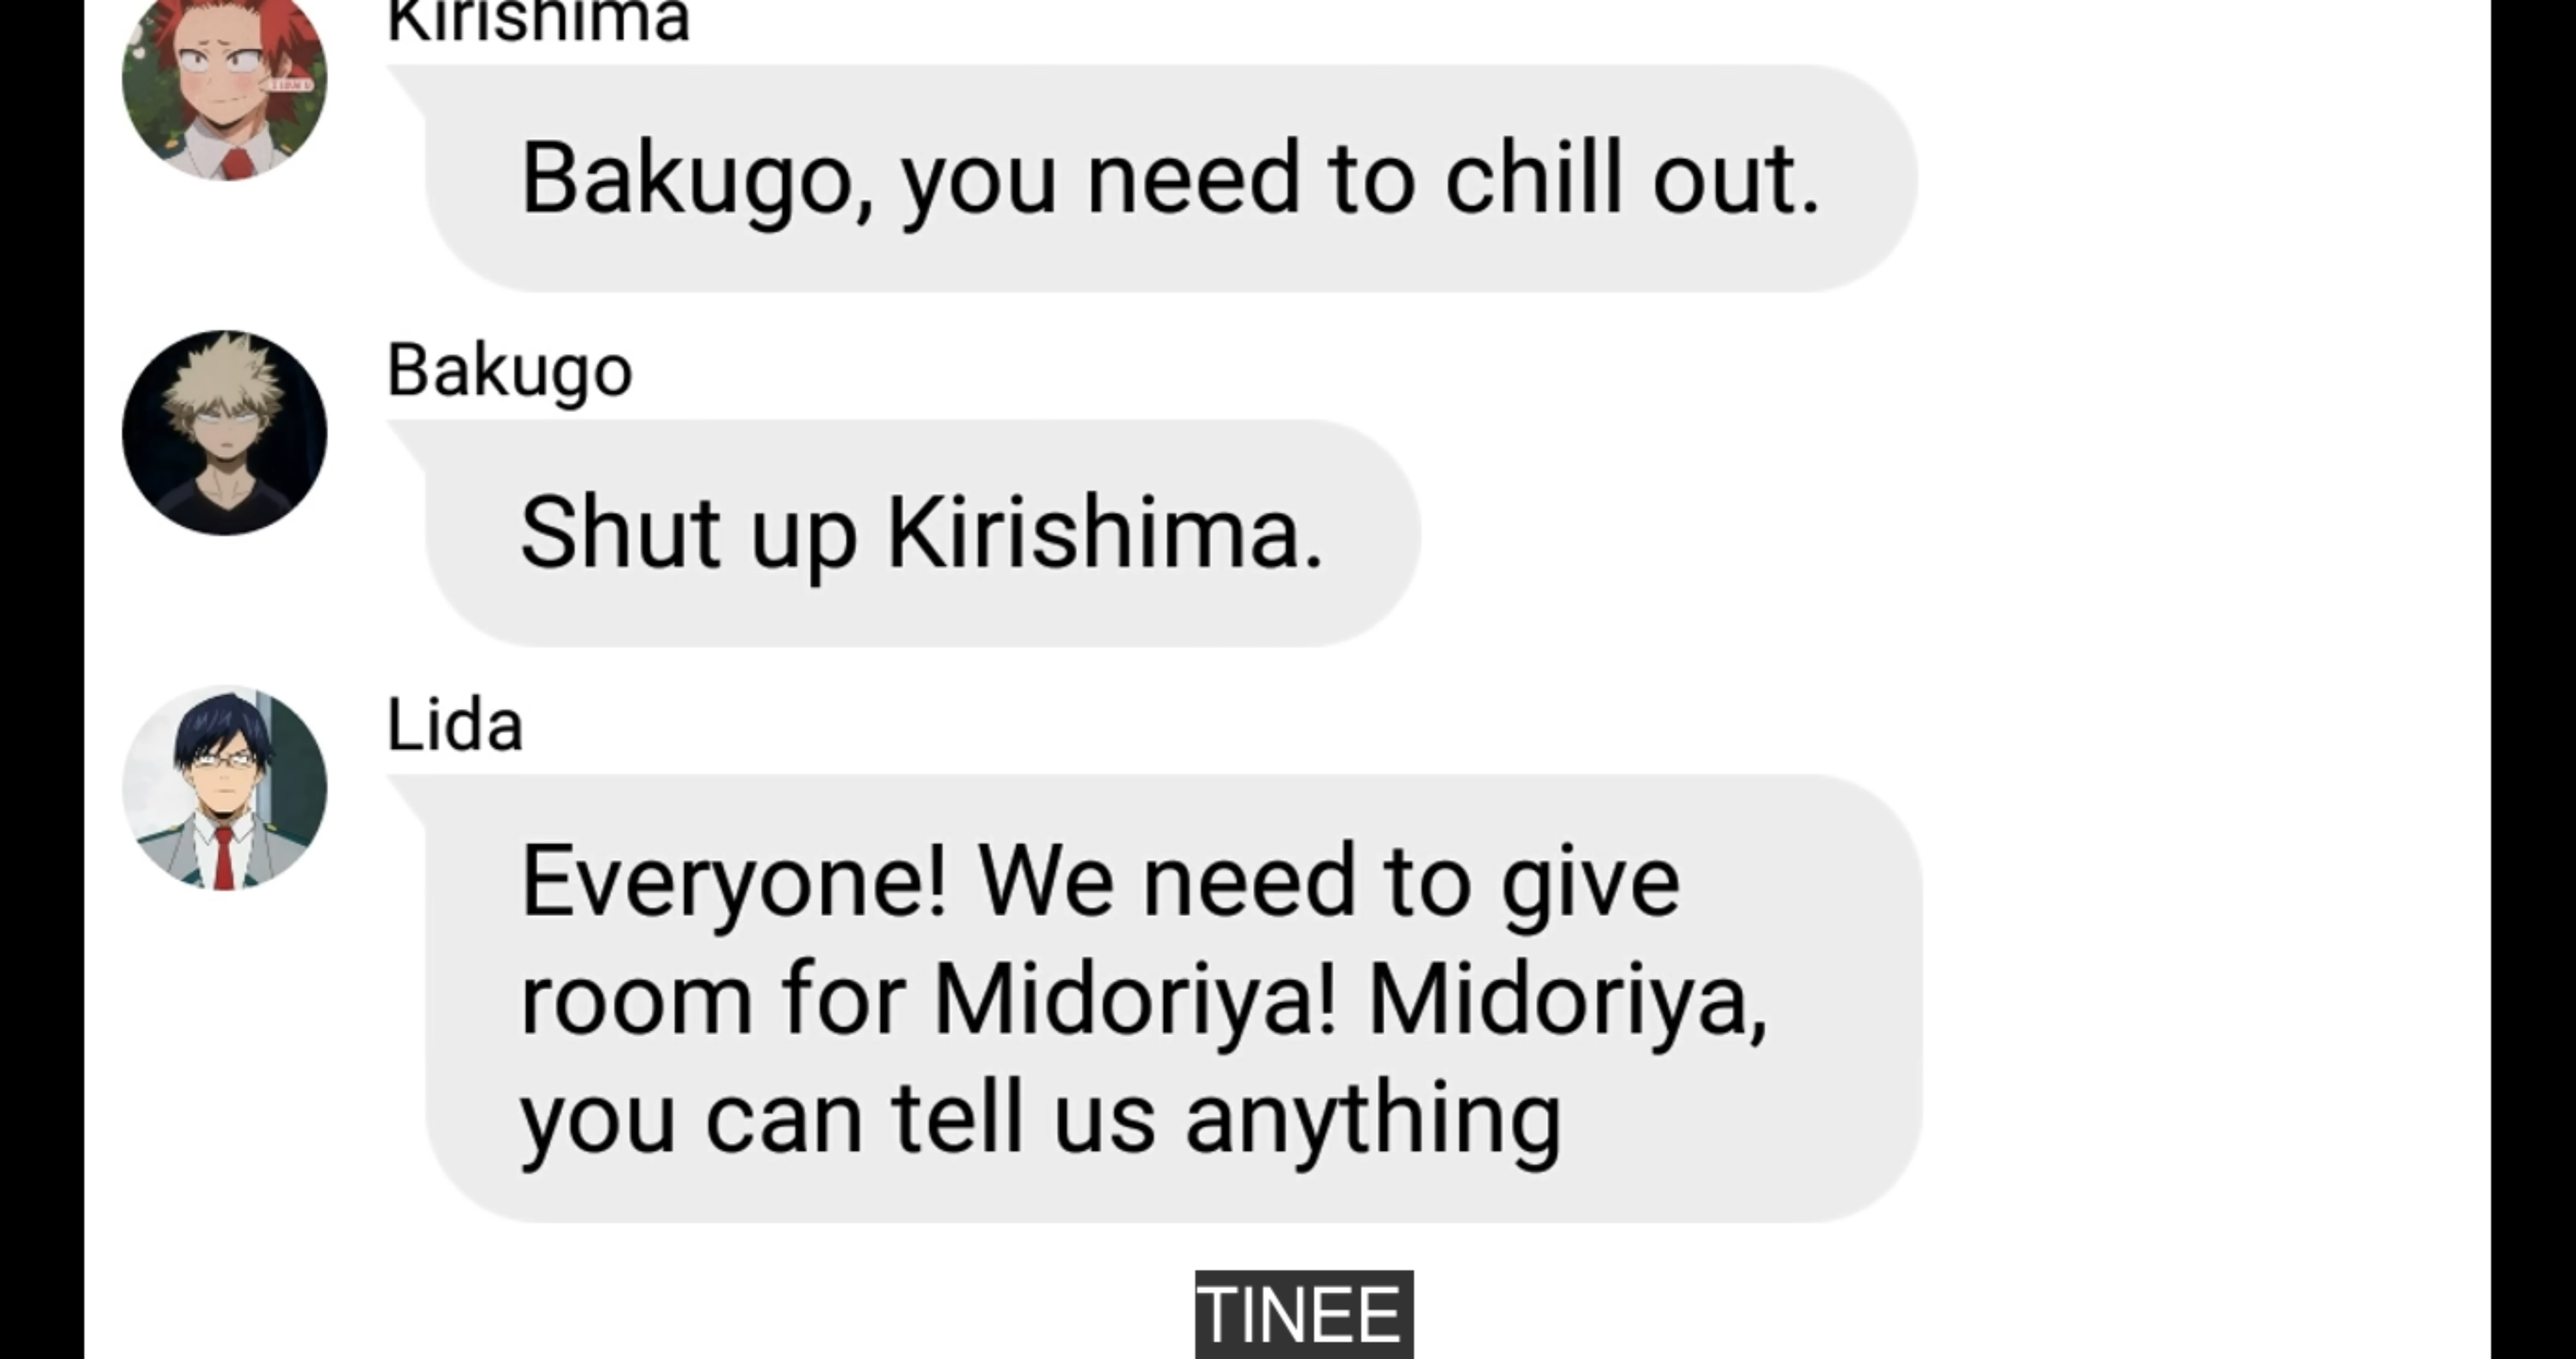 Kirishima
Bakugo, you need to chill out.
Bakugo
Shut up Kirishima.
Lida
Everyone! We need to give
room for Midoriya! Midoriya,
you can tell us anything
TINEE